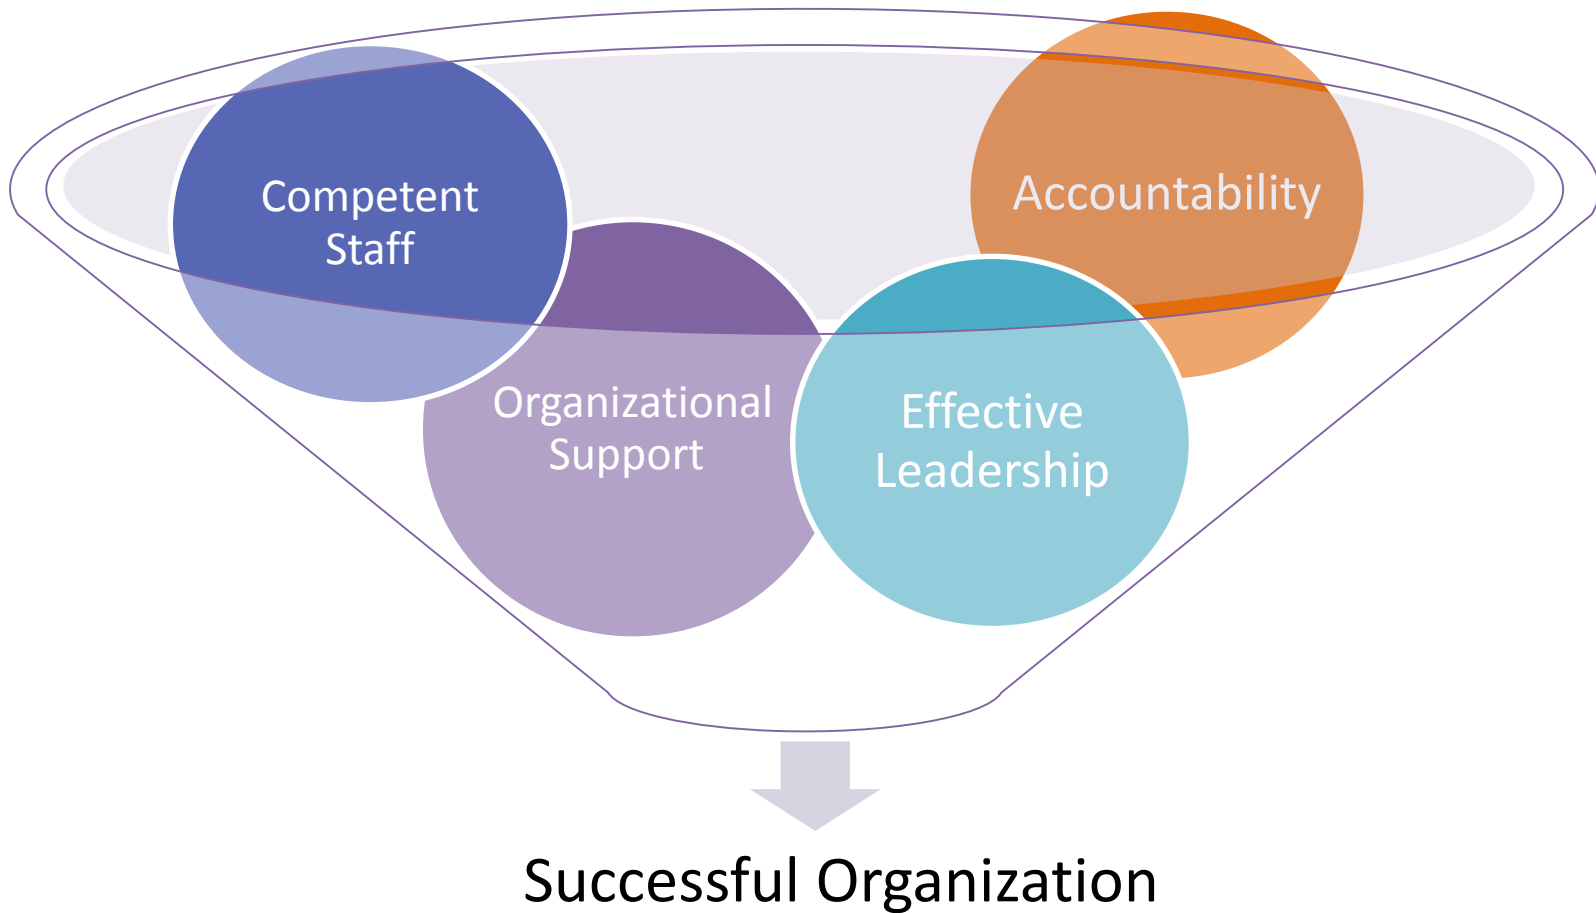 Competent
Staff
Accountability
Organizational
Support
Effective
Leadership
Successful Organization